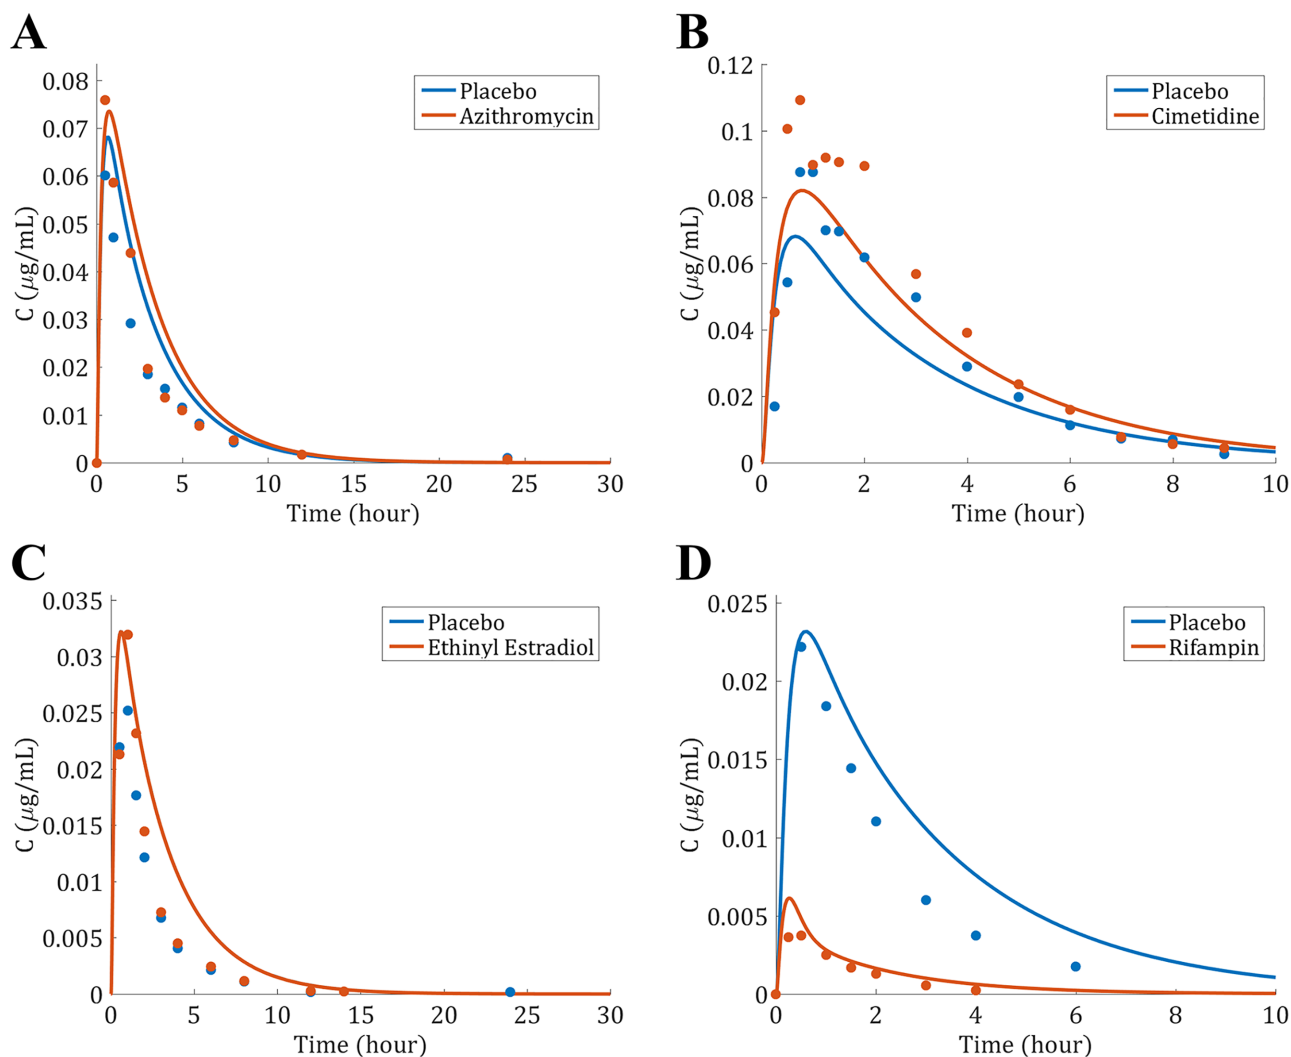 A
0.08
0.07
0.06
0.05
0.04
0.03
0.02
0.01
0
C (μg/mL)
0 5 10 15 20 25 30
Time (hour)
Placebo
Azithromycin
B
0.12
0.1
0.08
0.06
0.04
0.02
0
C (μg/mL)
0 2 4 6 8 10
Time (hour)
Placebo
Cimetidine
C
0.035
0.03
0.025
0.02
0.015
0.01
0.005
0
C (μg/mL)
0 5 10 15 20 25 30
Time (hour)
Placebo
Ethinyl Estradiol
D
0.025
0.02
0.015
0.01
0.005
0
C (μg/mL)
0 2 4 6 8 10
Time (hour)
Placebo
Rifampin